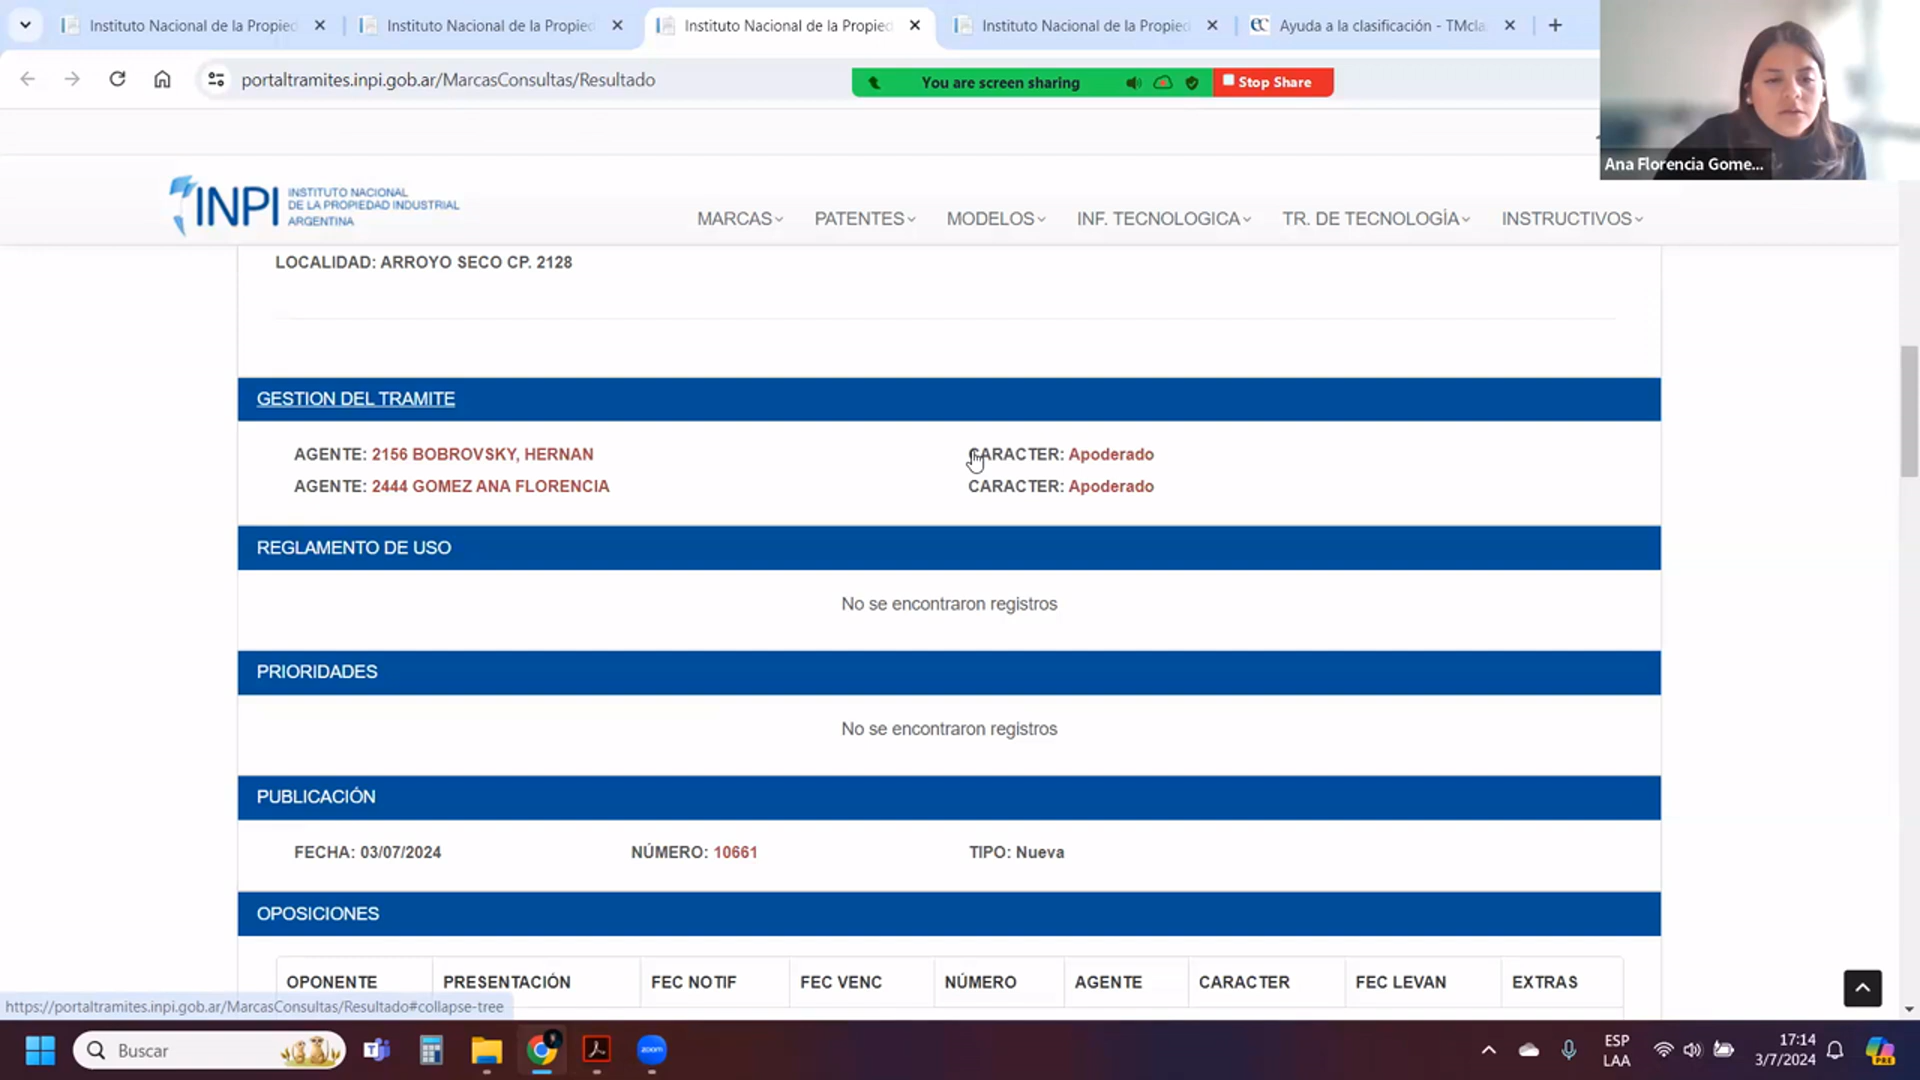 Instituto Nacional de la Propied
Instituto Nacional de la Propied
Instituto Nacional de la Propied
Instituto Nacional de la Propied
Ayuda a la clasificación - TMcla
portaltramites.inpi.gob.ar/MarcasConsultas/Resultado
You are screen sharing
Stop Share
Ana Florencia Gome...
INPI
INSTITUTO NACIONAL
DE LA PROPIEDAD INDUSTRIAL
ARGENTINA
MARCAS
PATENTES
MODELOS
INF. TECNOLOGICA
TR. DE TECNOLOGÍA
INSTRUCTIVOS
LOCALIDAD: ARROYO SECO CP. 2128
GESTION DEL TRAMITE
AGENTE: 2156 BOBROVSKY, HERNAN
CARACTER: Apoderado
AGENTE: 2444 GOMEZ ANA FLORENCIA
CARACTER: Apoderado
REGLAMENTO DE USO
No se encontraron registros
PRIORIDADES
No se encontraron registros
PUBLICACIÓN
FECHA: 03/07/2024
NÚMERO: 10661
TIPO: Nueva
OPOSICIONES
OPONENTE
PRESENTACIÓN
FEC NOTIF
FEC VENC
NÚMERO
AGENTE
CARACTER
FEC LEVAN
EXTRAS
https://portaltramites.inpi.gob.ar/MarcasConsultas/Resultado#collapse-tree
Buscar
zoom
ESP
LAA
17:14
3/7/2024
PRE